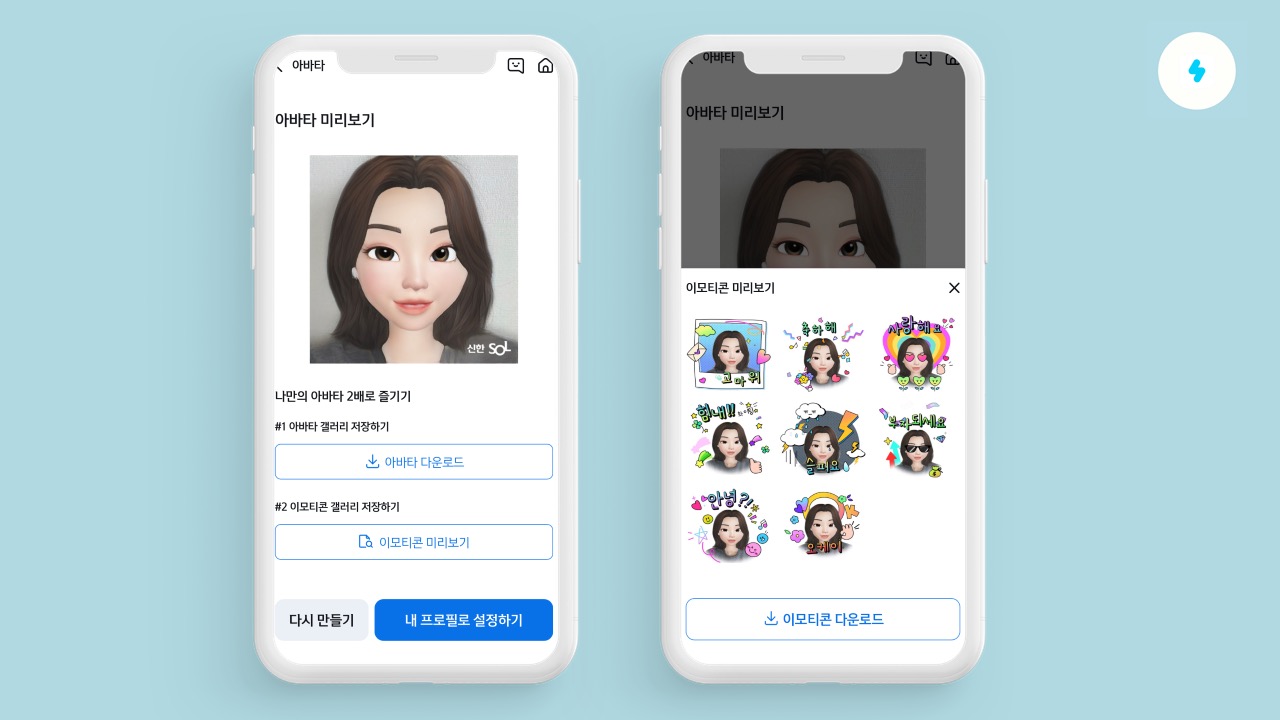 아바타
아바타 미리보기
신한 SOL
나만의 아바타 2배로 즐기기
#1 아바타 갤러리 저장하기
아바타 다운로드
#2 이모티콘 갤러리 저장하기
이모티콘 미리보기
다시 만들기
내 프로필로 설정하기
아바타
아바타 미리보기
이모티콘 미리보기
고마워
축하해
사랑해요
힘내!!
슬퍼요
부자되세요
안녕?!
오케이
이모티콘 다운로드